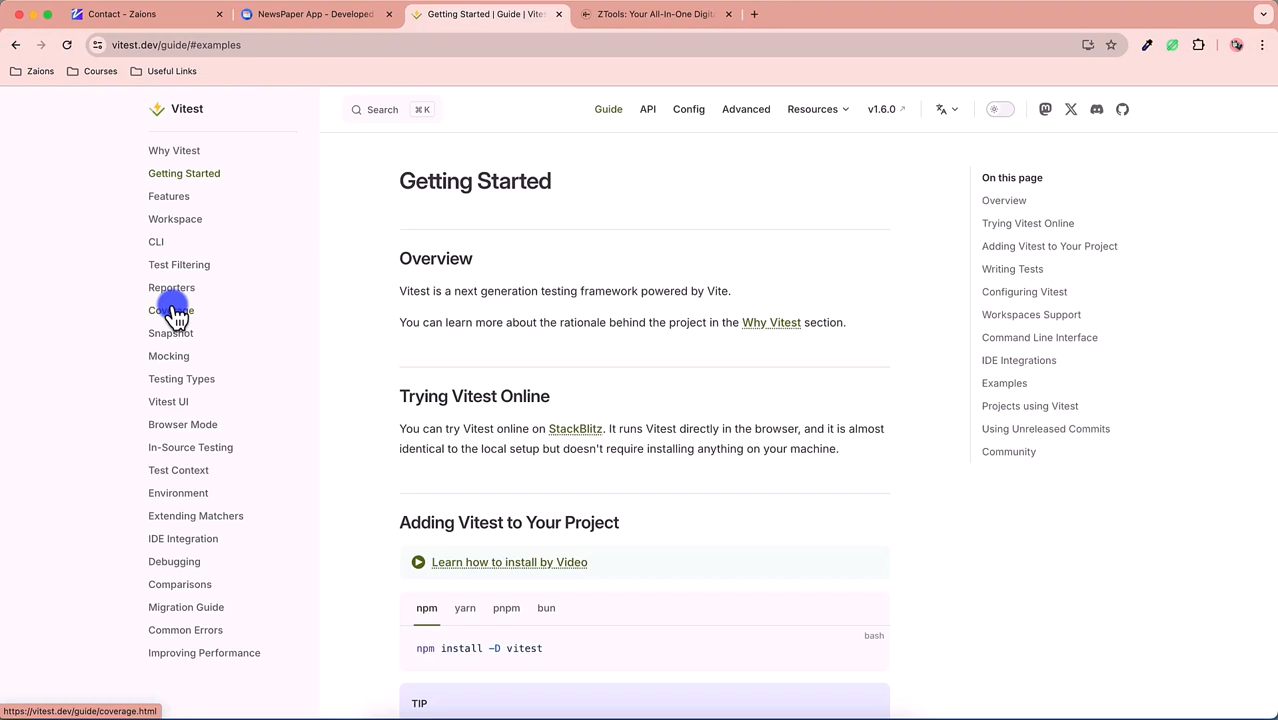 Contact - Zaions
NewsPaper App - Developed
Getting Started | Guide | Vites
ZTools: Your All-In-One Digit
vitest.dev/guide/#examples
Zaions
Courses
Useful Links
Vitest
Search
⌘K
Guide
API
Config
Advanced
Resources
v1.6.0
Why Vitest
Getting Started
Features
Workspace
CLI
Test Filtering
Reporters
Coverage
Snapshot
Mocking
Testing Types
Vitest UI
Browser Mode
In-Source Testing
Test Context
Environment
Extending Matchers
IDE Integration
Debugging
Comparisons
Migration Guide
Common Errors
Improving Performance
Getting Started
Overview
Vitest is a next generation testing framework powered by Vite.
You can learn more about the rationale behind the project in the Why Vitest section.
Trying Vitest Online
You can try Vitest online on StackBlitz. It runs Vitest directly in the browser, and it is almost
identical to the local setup but doesn't require installing anything on your machine.
Adding Vitest to Your Project
Learn how to install by Video
npm
yarn
pnpm
bun
bash
npm install -D vitest
TIP
On this page
Overview
Trying Vitest Online
Adding Vitest to Your Project
Writing Tests
Configuring Vitest
Workspaces Support
Command Line Interface
IDE Integrations
Examples
Projects using Vitest
Using Unreleased Commits
Community
https://vitest.dev/guide/coverage.html